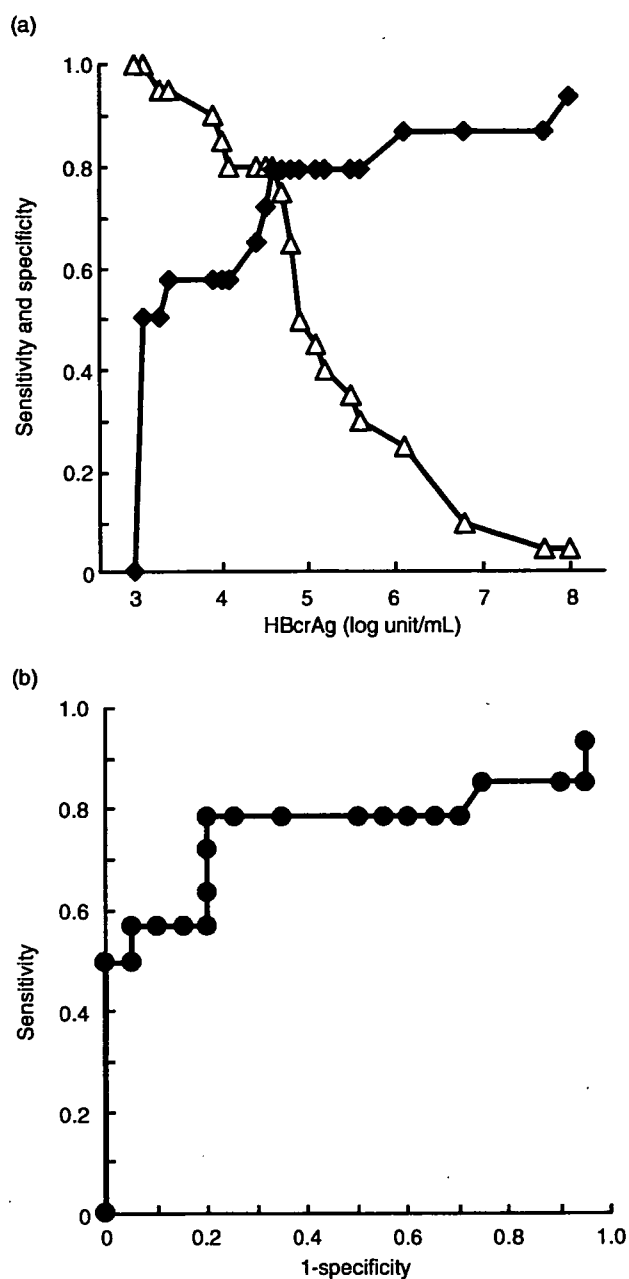 (a)
1.0
0.8
0.6
0.4
0.2
0
Sensitivity and specificity
3 4 5 6 7 8
HBcrAg (log unit/mL)
(b)
1.0
0.8
0.6
0.4
0.2
0
Sensitivity
0 0.2 0.4 0.6 0.8 1.0
1-specificity